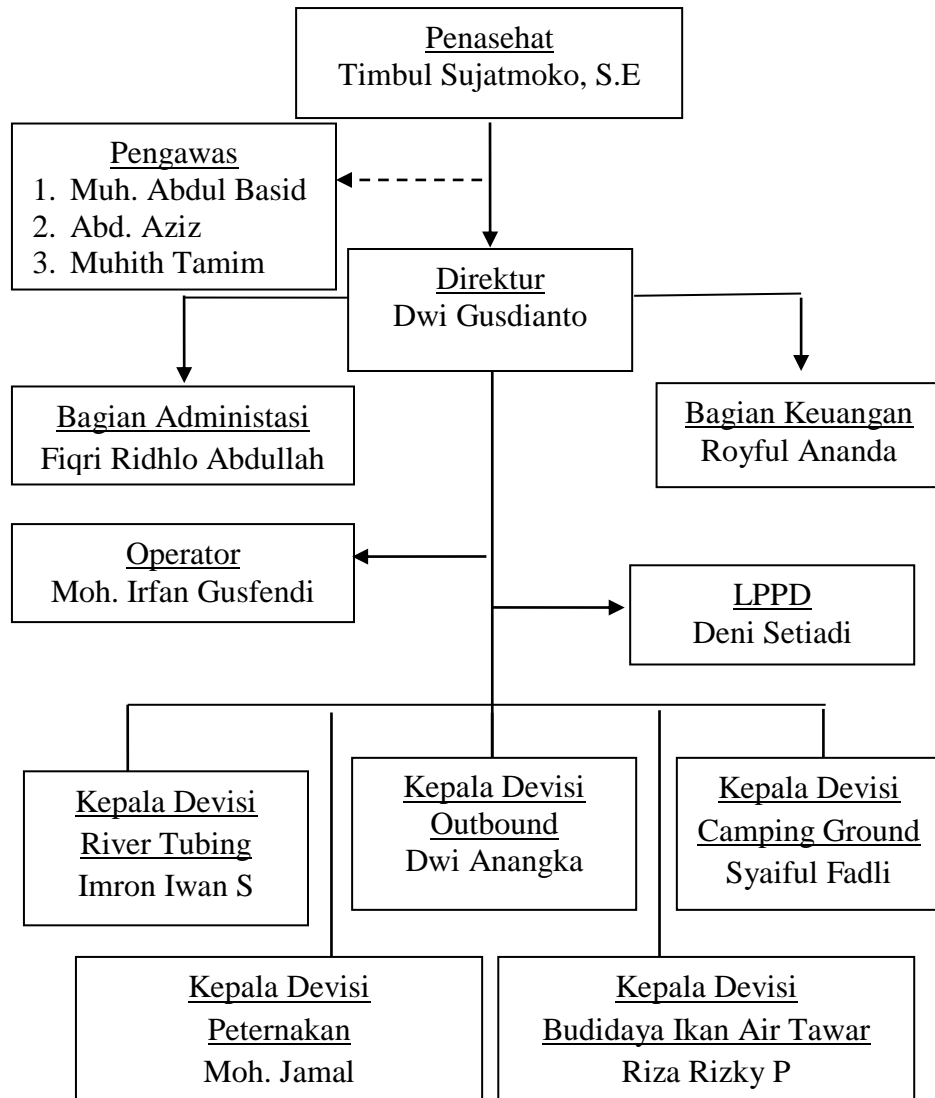 Penasehat
Timbul Sujatmoko, S.E
Pengawas
1. Muh. Abdul Basid
2. Abd. Aziz
3. Muhith Tamim
Direktur
Dwi Gusdianto
Bagian Administasi
Fiqri Ridhlo Abdullah
Bagian Keuangan
Royful Ananda
Operator
Moh. Irfan Gusfendi
LPPD
Deni Setiadi
Kepala Devisi
River Tubing
Imron Iwan S
Kepala Devisi
Outbound
Dwi Anangka
Kepala Devisi
Camping Ground
Syaiful Fadli
Kepala Devisi
Peternakan
Moh. Jamal
Kepala Devisi
Budidaya Ikan Air Tawar
Riza Rizky P